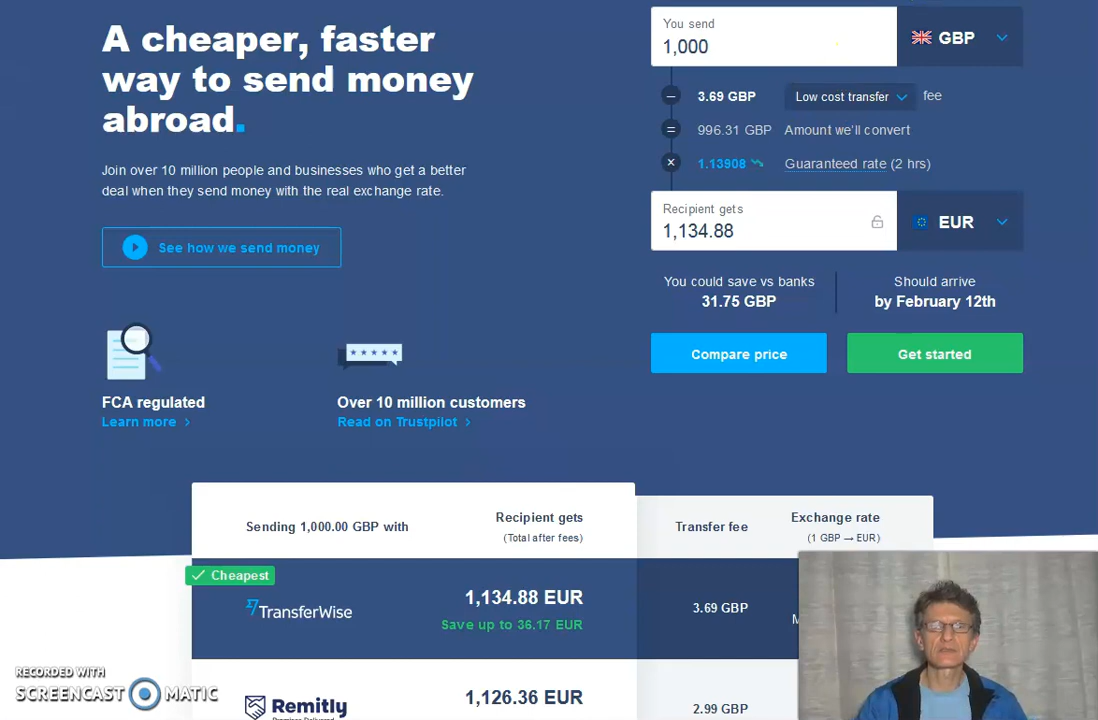 A cheaper, faster
way to send money
abroad.
Join over 10 million people and businesses who get a better
deal when they send money with the real exchange rate.
See how we send money
FCA regulated
Learn more >
Over 10 million customers
Read on Trustpilot >
You send
1,000
GBP
3.69 GBP Low cost transfer fee
996.31 GBP Amount we'll convert
1.13908 Guaranteed rate (2 hrs)
Recipient gets
1,134.88
EUR
You could save vs banks
31.75 GBP
Should arrive
by February 12th
Compare price
Get started
Sending 1,000.00 GBP with
Recipient gets
(Total after fees)
Transfer fee
Exchange rate
(1 GBP → EUR)
Cheapest
TransferWise
1,134.88 EUR
Save up to 36.17 EUR
3.69 GBP
Remitly
1,126.36 EUR
2.99 GBP
RECORDED WITH
SCREENCAST MATIC